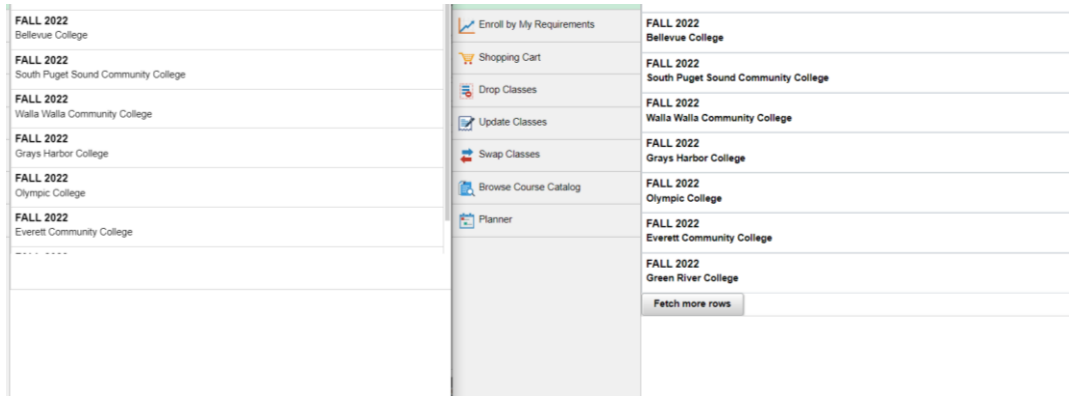 FALL 2022
Bellevue College
FALL 2022
South Puget Sound Community College
FALL 2022
Walla Walla Community College
FALL 2022
Grays Harbor College
FALL 2022
Olympic College
FALL 2022
Everett Community College
Enroll by My Requirements
Shopping Cart
Drop Classes
Update Classes
Swap Classes
Browse Course Catalog
Planner
FALL 2022
Bellevue College
FALL 2022
South Puget Sound Community College
FALL 2022
Walla Walla Community College
FALL 2022
Grays Harbor College
FALL 2022
Olympic College
FALL 2022
Everett Community College
FALL 2022
Green River College
Fetch more rows